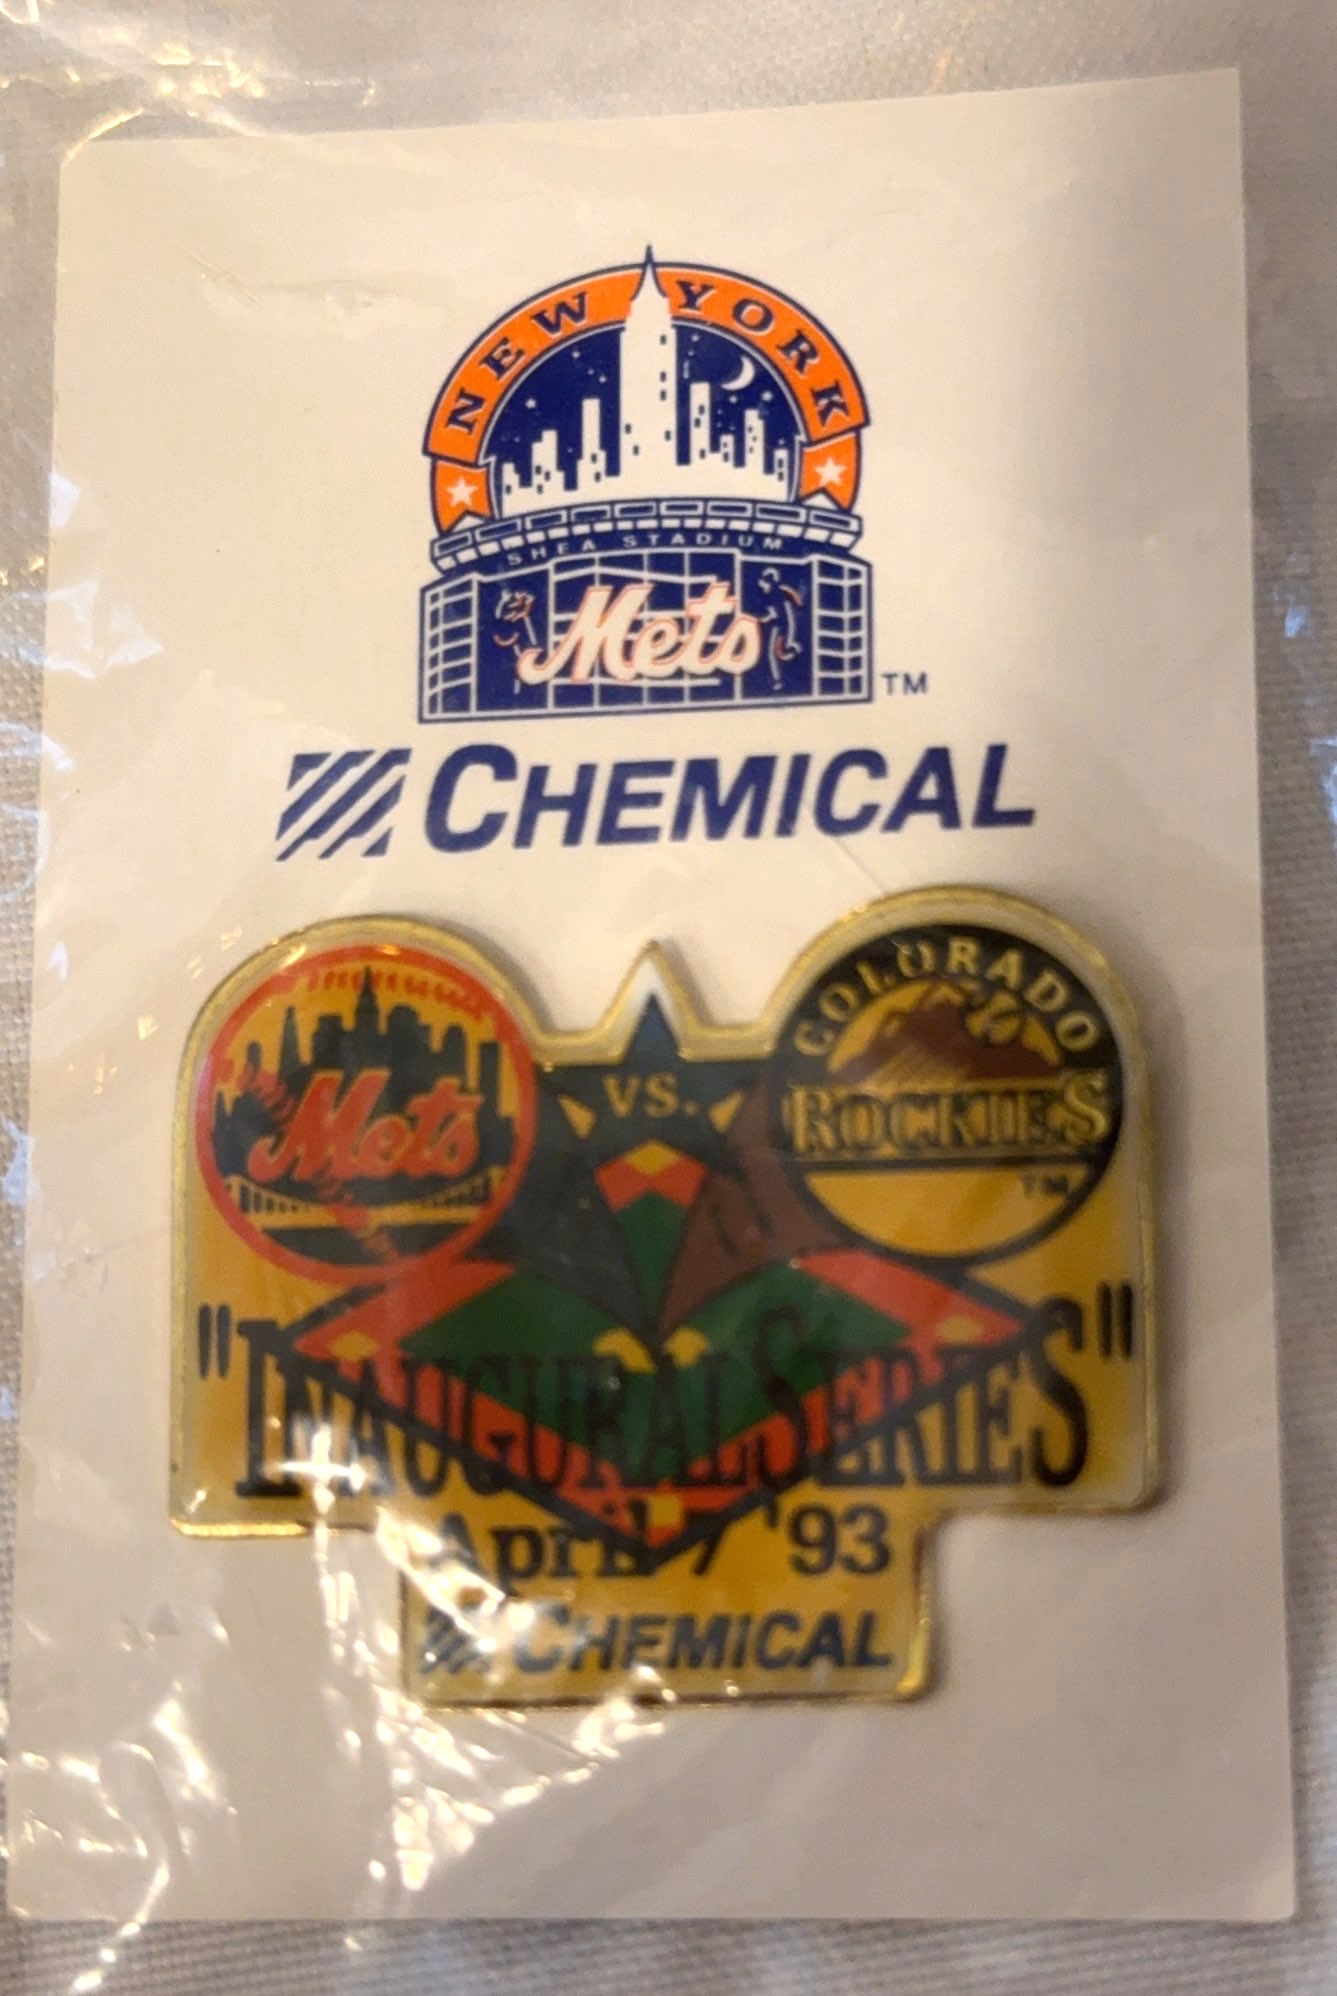 NEW YORK
SHEA STADIUM
Mets
TM
CHEMICAL
Mets
VS.
COLORADO
ROCKIES
TM
"INAUGURAL SERIES"
April 7 '93
CHEMICAL